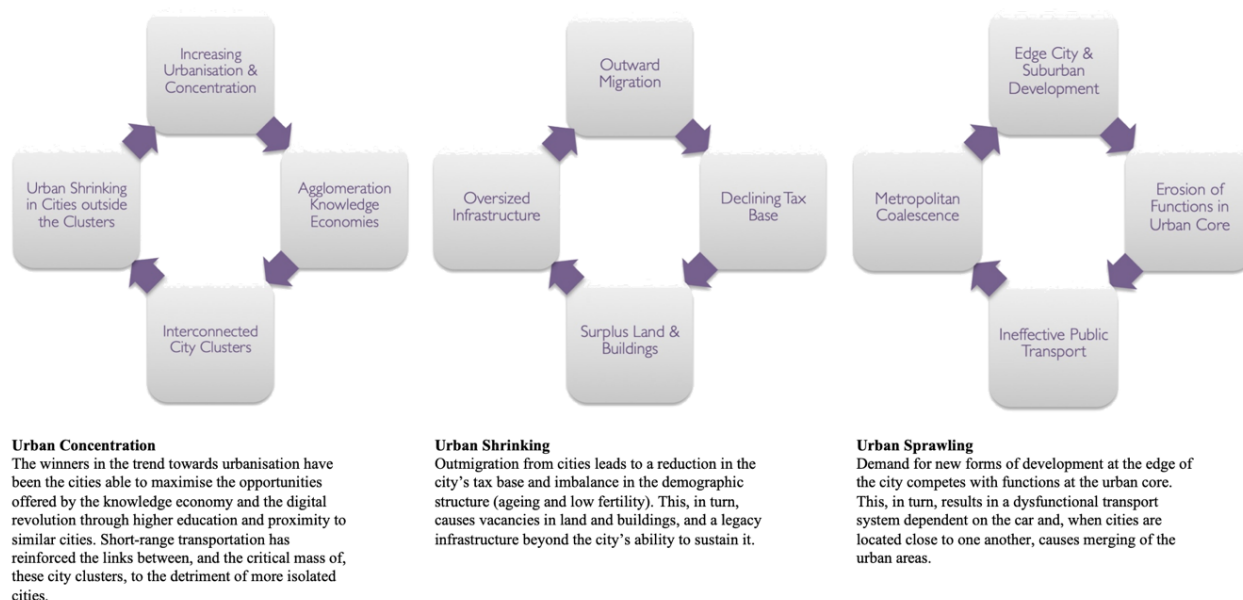 Increasing
Urbanisation &
Concentration
Agglomeration
Knowledge
Economies
Interconnected
City Clusters
Urban Shrinking
in Cities outside
the Clusters
Outward
Migration
Declining Tax
Base
Surplus Land &
Buildings
Oversized
Infrastructure
Edge City &
Suburban
Development
Erosion of
Functions in
Urban Core
Ineffective Public
Transport
Metropolitan
Coalescence
Urban Concentration
The winners in the trend towards urbanisation have
been the cities able to maximise the opportunities
offered by the knowledge economy and the digital
revolution through higher education and proximity to
similar cities. Short-range transportation has
reinforced the links between, and the critical mass of,
these city clusters, to the detriment of more isolated
cities.
Urban Shrinking
Outmigration from cities leads to a reduction in the
city’s tax base and imbalance in the demographic
structure (ageing and low fertility). This, in turn,
causes vacancies in land and buildings, and a legacy
infrastructure beyond the city’s ability to sustain it.
Urban Sprawling
Demand for new forms of development at the edge of
the city competes with functions at the urban core.
This, in turn, results in a dysfunctional transport
system dependent on the car and, when cities are
located close to one another, causes merging of the
urban areas.